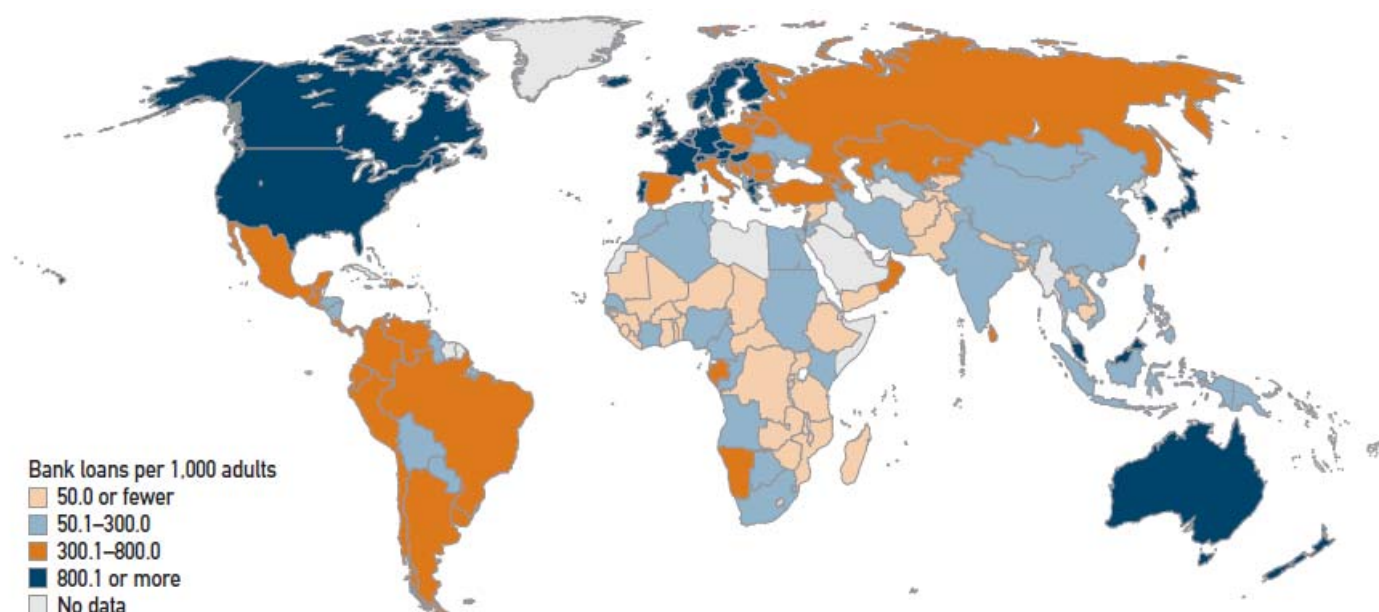 Bank loans per 1,000 adults
50.0 or fewer
50.1–300.0
300.1–800.0
800.1 or more
No data